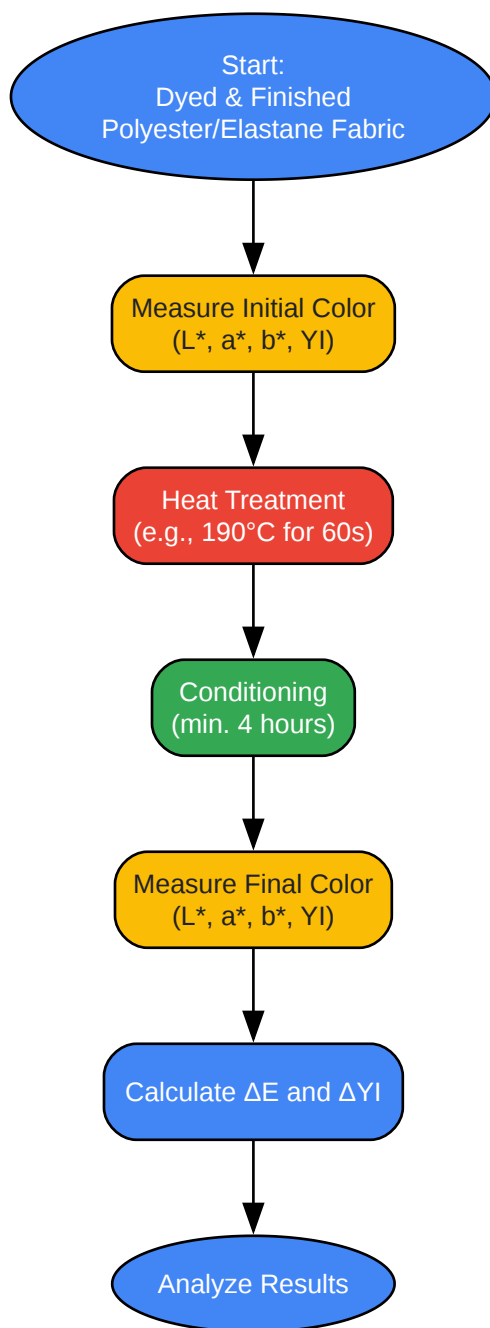 Start:
Dyed & Finished
Polyester/Elastane Fabric
Measure Initial Color
(L*, a*, b*, YI)
Heat Treatment
(e.g., 190°C for 60s)
Conditioning
(min. 4 hours)
Measure Final Color
(L*, a*, b*, YI)
Calculate ΔE and ΔYI
Analyze Results